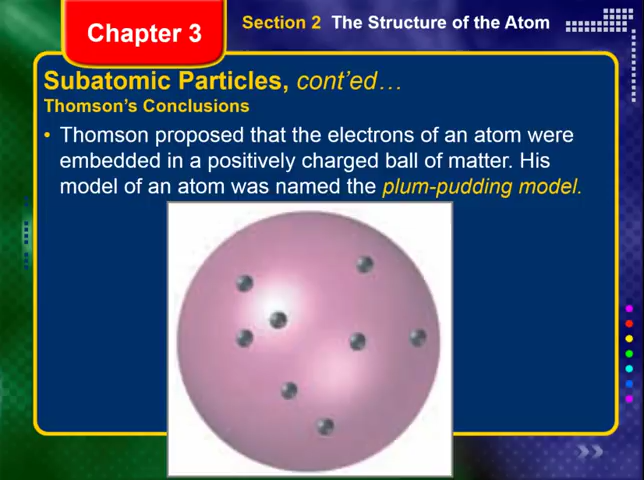 Chapter 3
Section 2 The Structure of the Atom
Subatomic Particles, cont'ed…
Thomson's Conclusions
• Thomson proposed that the electrons of an atom were
embedded in a positively charged ball of matter. His
model of an atom was named the plum-pudding model.